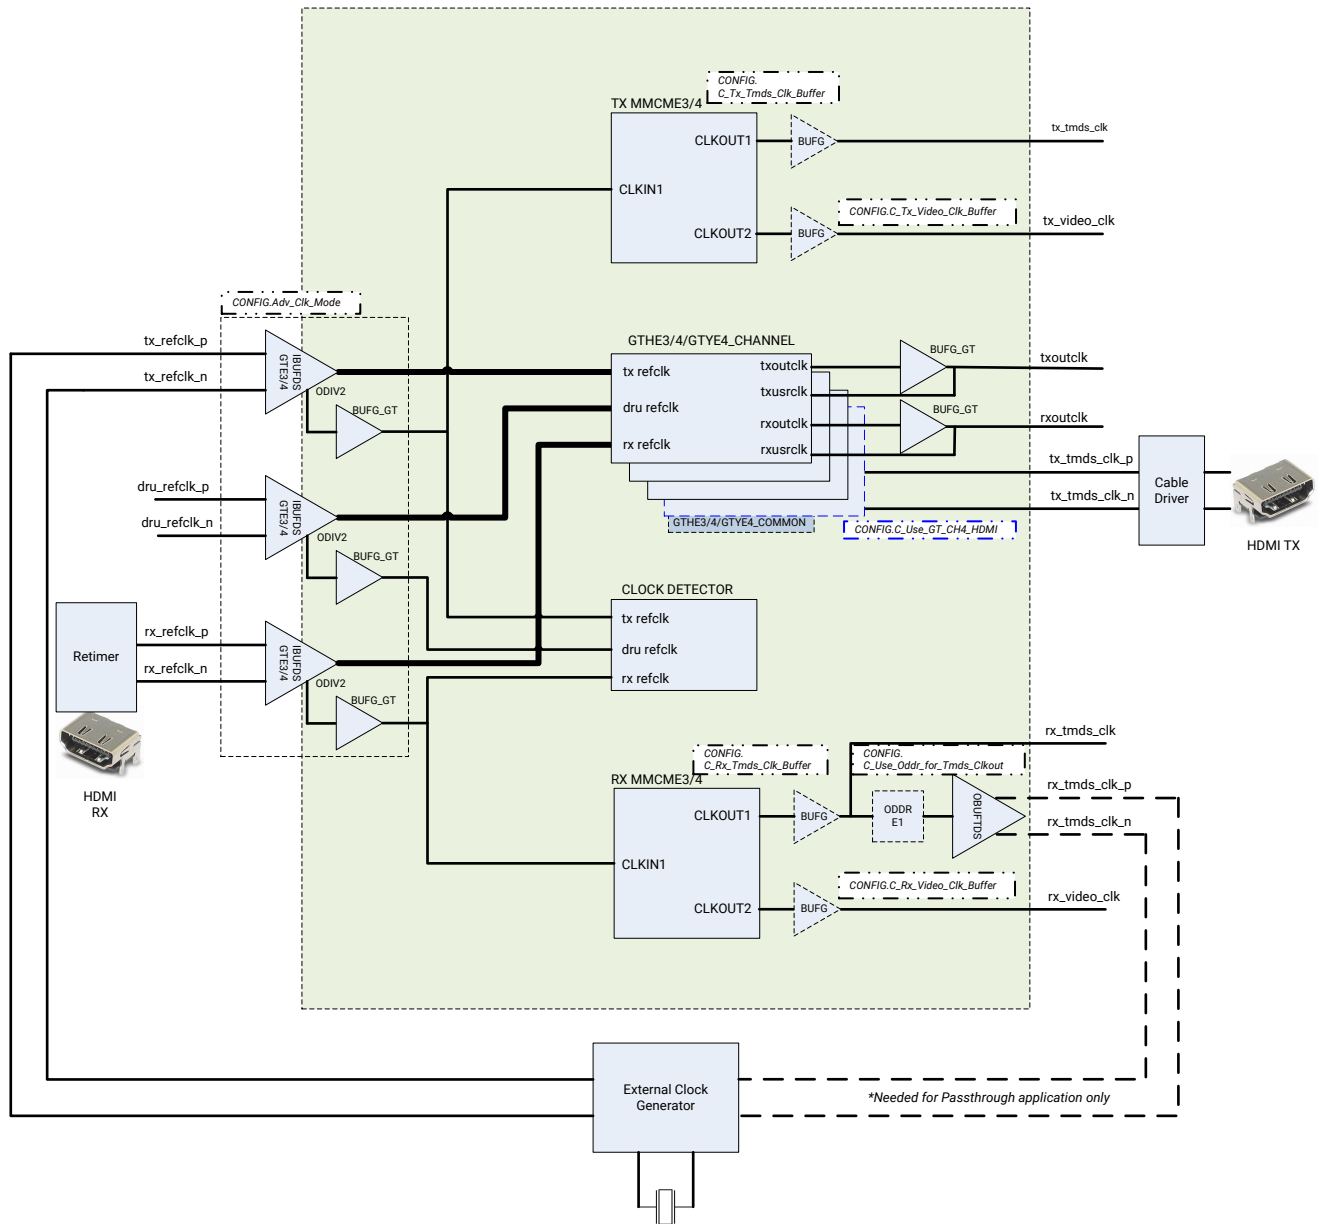 CONFIG.
C_Tx_Tmds_Clk_Buffer
TX MMCME3/4
CLKOUT1
BUFG
tx_tmds_clk
CLKIN1
CONFIG.C_Tx_Video_Clk_Buffer
CLKOUT2
BUFG
tx_video_clk
CONFIG.Adv_Clk_Mode
tx_refclk_p
IBUFDS
GTE3/4
tx_refclk_n
ODIV2
BUFG_GT
GTHE3/4/GTYE4_CHANNEL
tx refclk
dru refclk
rx refclk
txoutclk
txusrclk
rxoutclk
rxusrclk
BUFG_GT
txoutclk
BUFG_GT
rxoutclk
GTHE3/4/GTYE4_COMMON
CONFIG.C_Use_GT_CH4_HDMI
tx_tmds_clk_p
tx_tmds_clk_n
Cable
Driver
HDMI TX
dru_refclk_p
dru_refclk_n
IBUFDS
GTE3/4
ODIV2
BUFG_GT
CLOCK DETECTOR
tx refclk
dru refclk
rx refclk
Retimer
rx_refclk_p
rx_refclk_n
IBUFDS
GTE3/4
ODIV2
BUFG_GT
HDMI
RX
CONFIG.
C_Rx_Tmds_Clk_Buffer
CONFIG.
C_Use_Oddr_for_Tmds_Clkout
rx_tmds_clk
RX MMCME3/4
CLKOUT1
BUFG
ODDR
E1
OBUFTDS
rx_tmds_clk_p
rx_tmds_clk_n
CLKIN1
CONFIG.C_Rx_Video_Clk_Buffer
CLKOUT2
BUFG
rx_video_clk
External Clock
Generator
*Needed for Passthrough application only